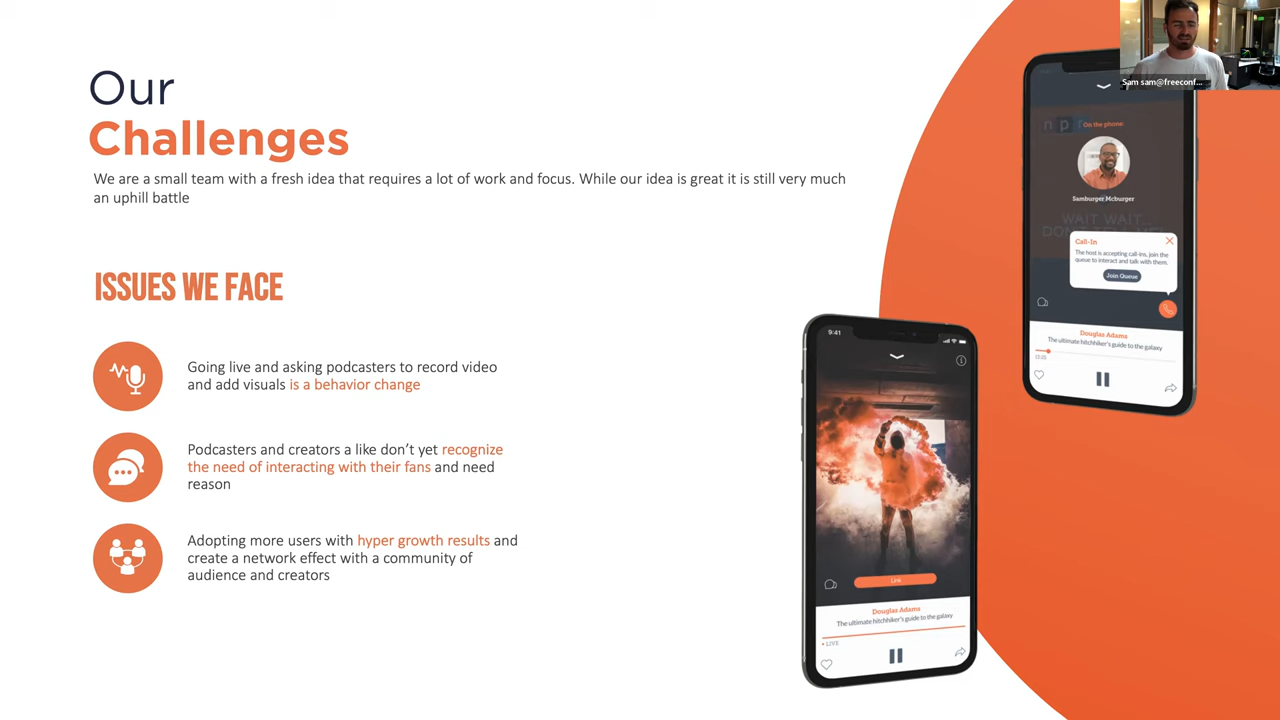 Our
Challenges
We are a small team with a fresh idea that requires a lot of work and focus. While our idea is great it is still very much
an uphill battle
ISSUES WE FACE
Going live and asking podcasters to record video
and add visuals is a behavior change
Podcasters and creators a like don’t yet recognize
the need of interacting with their fans and need
reason
Adopting more users with hyper growth results and
create a network effect with a community of
audience and creators
Sam sam@freeconf...
np
On the phone:
Samburger Mcburger
WAIT WAIT...
Call-In
The host is accepting call-ins, join the
queue to interact and talk with them.
Join Queue
Douglas Adams
The ultimate hitchhiker's guide to the galaxy
9:41
Link
Douglas Adams
The ultimate hitchhiker's guide to the galaxy
• LIVE